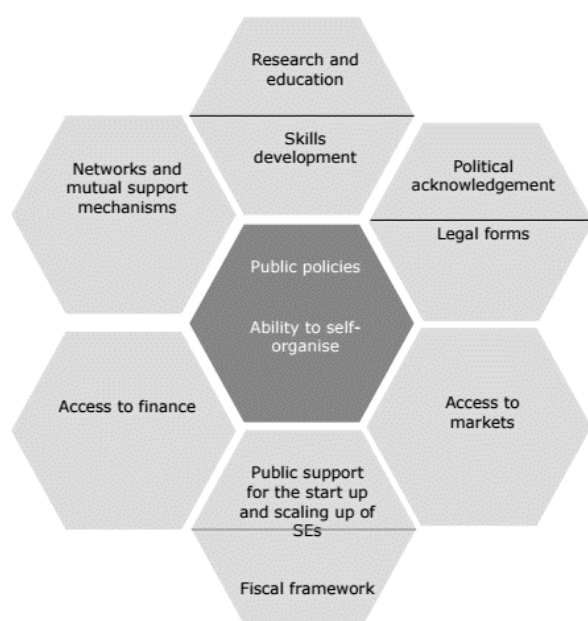 Research and
education
Skills
development
Networks and
mutual support
mechanisms
Political
acknowledgement
Legal forms
Public policies
Ability to self-
organise
Access to finance
Access to
markets
Public support
for the start up
and scaling up of
SEs
Fiscal framework